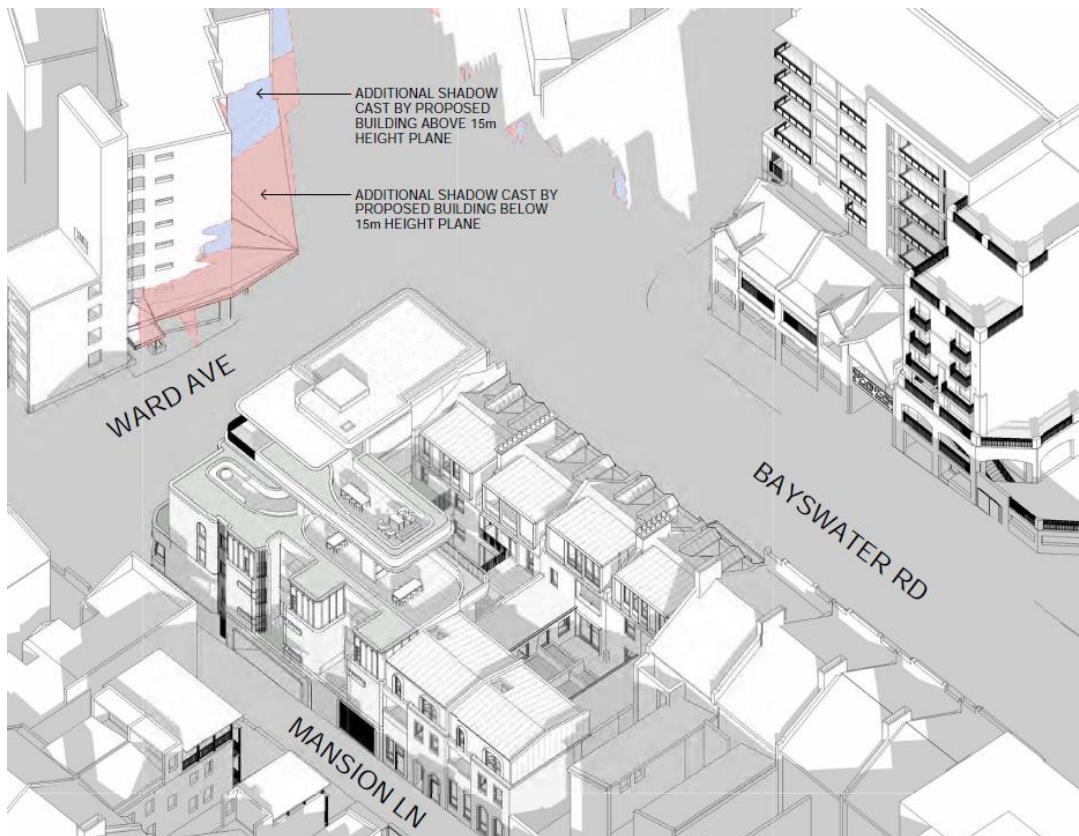 ADDITIONAL SHADOW
CAST BY PROPOSED
BUILDING ABOVE 15m
HEIGHT PLANE
ADDITIONAL SHADOW CAST BY
PROPOSED BUILDING BELOW
15m HEIGHT PLANE
WARD AVE
BAYSWATER RD
MANSION LN